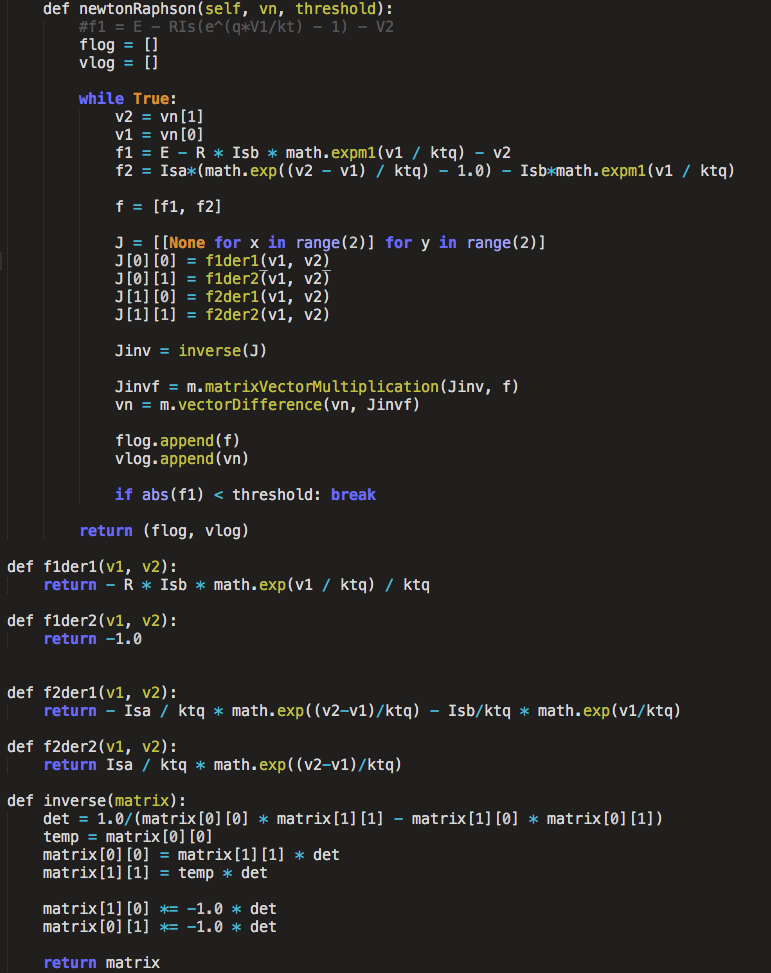 def newtonRaphson(self, vn, threshold):
#f1 = E - RIs(e^(q*V1/kt) - 1) - V2
flog = []
vlog = []
while True:
v2 = vn[1]
v1 = vn[0]
f1 = E - R * Isb * math.expm1(v1 / ktq) - v2
f2 = Isa*(math.exp((v2 - v1) / ktq) - 1.0) - Isb*math.expm1(v1 / ktq)
f = [f1, f2]
J = [[None for x in range(2)] for y in range(2)]
J[0][0] = f1der1(v1, v2)
J[0][1] = f1der2(v1, v2)
J[1][0] = f2der1(v1, v2)
J[1][1] = f2der2(v1, v2)
Jinv = inverse(J)
Jinvf = m.matrixVectorMultiplication(Jinv, f)
vn = m.vectorDifference(vn, Jinvf)
flog.append(f)
vlog.append(vn)
if abs(f1) < threshold: break
return (flog, vlog)
def f1der1(v1, v2):
return - R * Isb * math.exp(v1 / ktq) / ktq
def f1der2(v1, v2):
return -1.0
def f2der1(v1, v2):
return - Isa / ktq * math.exp((v2-v1)/ktq) - Isb/ktq * math.exp(v1/ktq)
def f2der2(v1, v2):
return Isa / ktq * math.exp((v2-v1)/ktq)
def inverse(matrix):
det = 1.0/(matrix[0][0] * matrix[1][1] - matrix[1][0] * matrix[0][1])
temp = matrix[0][0]
matrix[0][0] = matrix[1][1] * det
matrix[1][1] = temp * det
matrix[1][0] *= -1.0 * det
matrix[0][1] *= -1.0 * det
return matrix